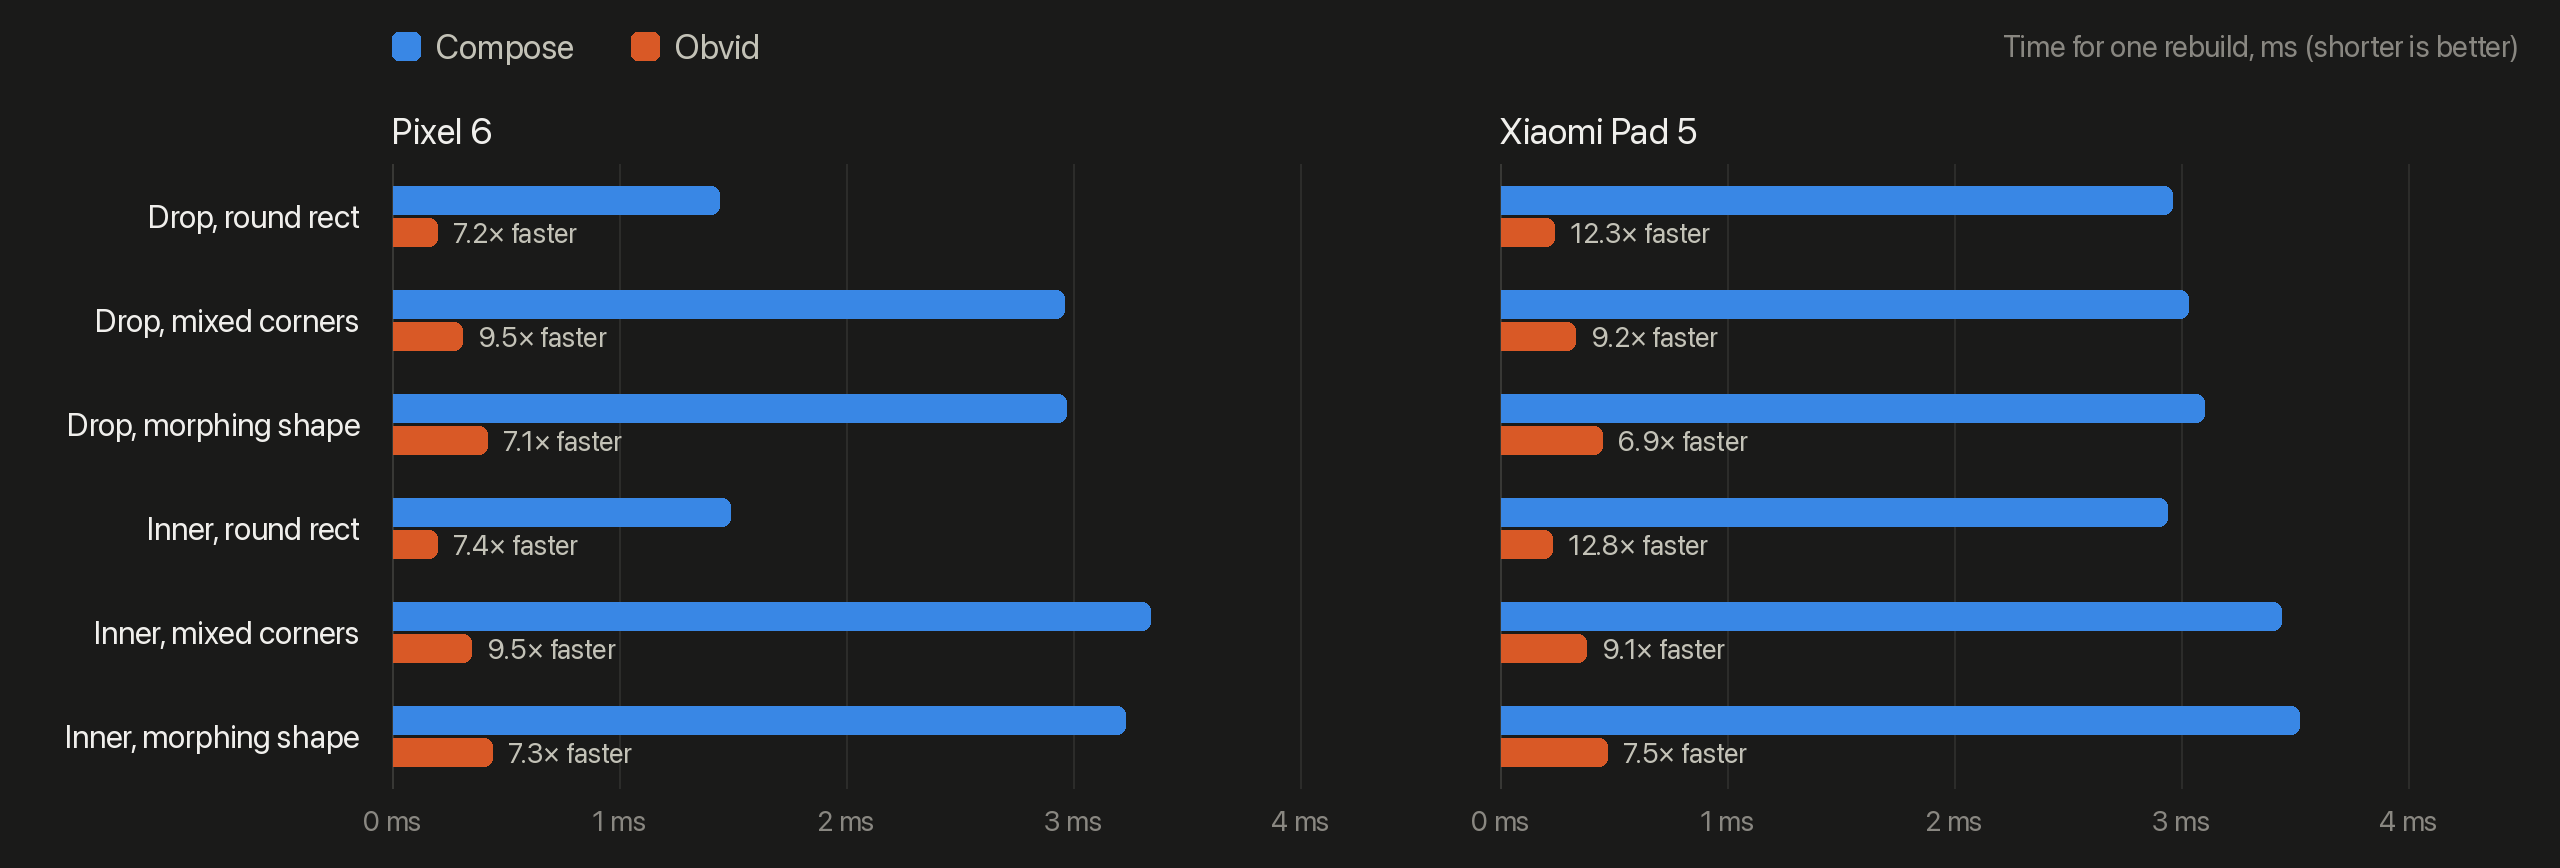 Compose
Obvid
Time for one rebuild, ms (shorter is better)
Pixel 6
Drop, round rect
7.2× faster
Drop, mixed corners
9.5× faster
Drop, morphing shape
7.1× faster
Inner, round rect
7.4× faster
Inner, mixed corners
9.5× faster
Inner, morphing shape
7.3× faster
0 ms 1 ms 2 ms 3 ms 4 ms
Xiaomi Pad 5
12.3× faster
9.2× faster
6.9× faster
12.8× faster
9.1× faster
7.5× faster
0 ms 1 ms 2 ms 3 ms 4 ms